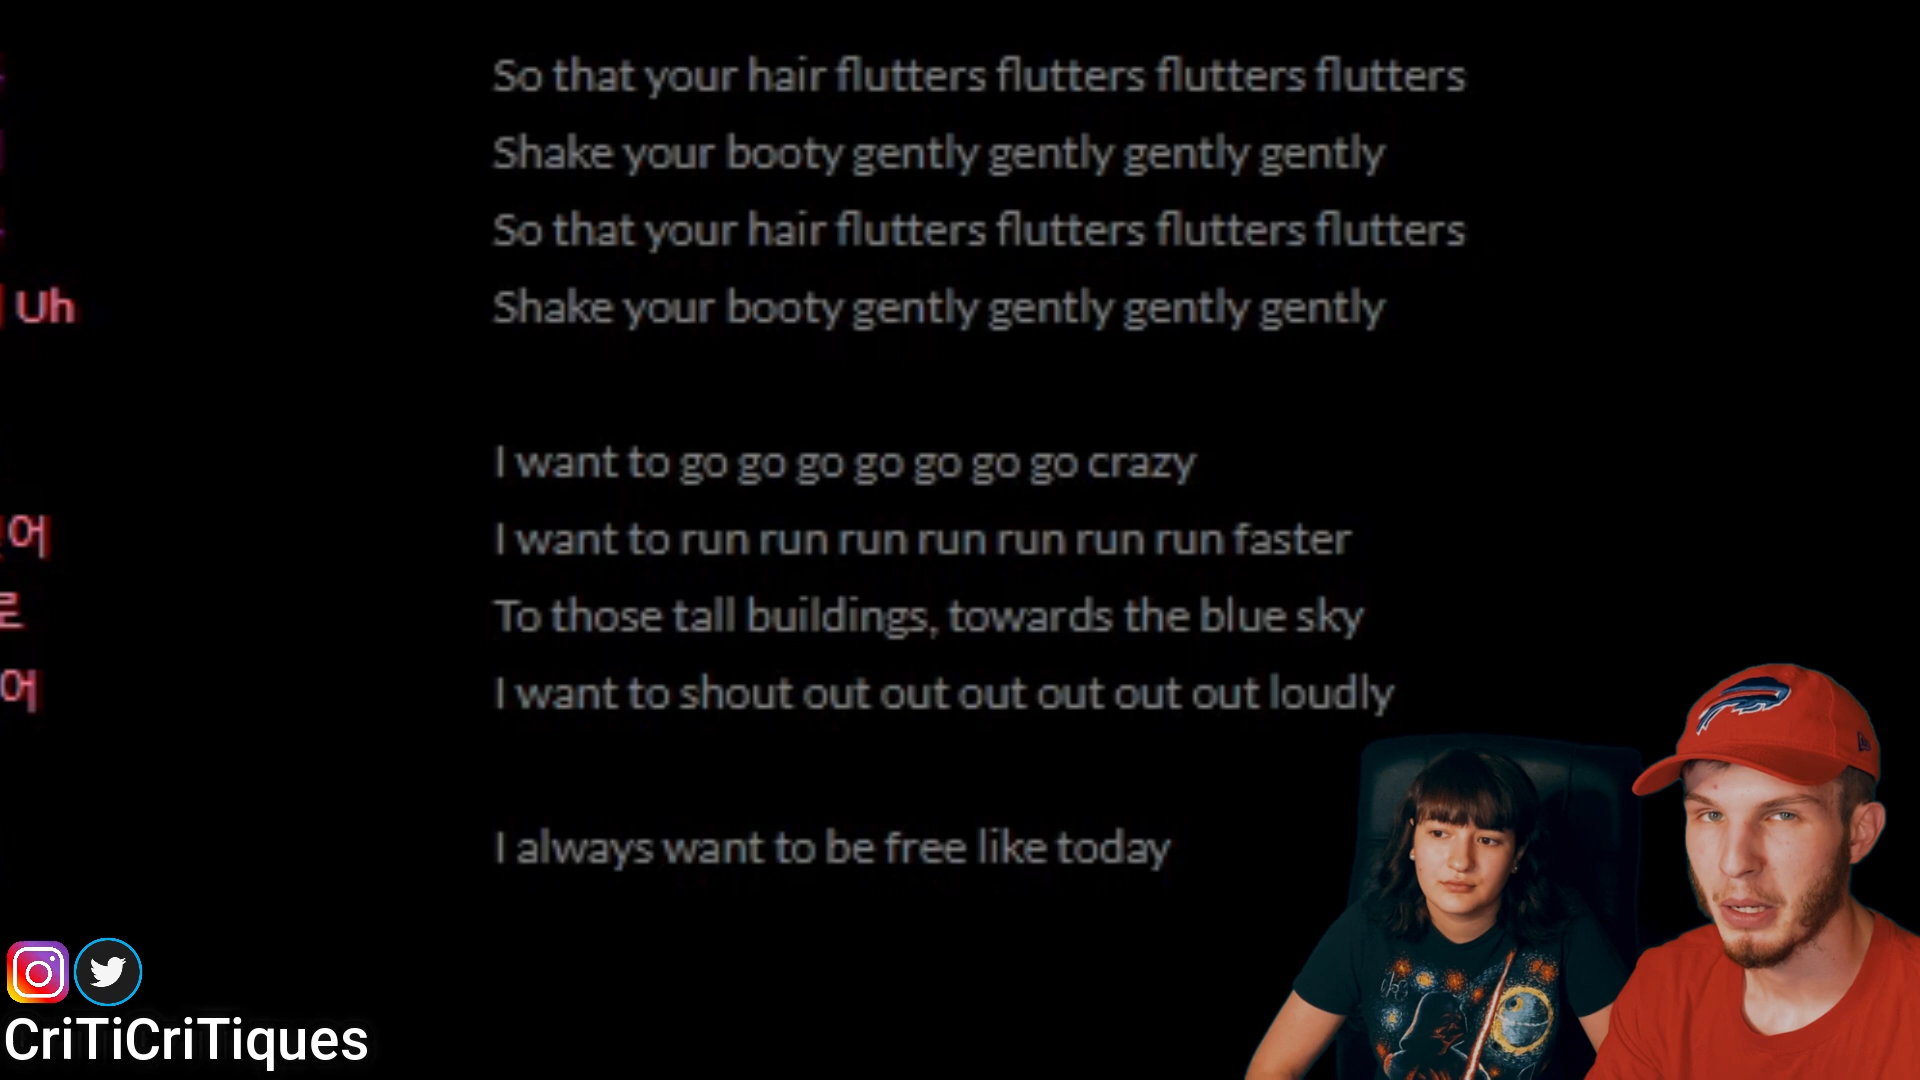 So that your hair flutters flutters flutters flutters
Shake your booty gently gently gently gently
So that your hair flutters flutters flutters flutters
Uh
Shake your booty gently gently gently gently
I want to go go go go go go go crazy
어
I want to run run run run run run run faster
로
To those tall buildings, towards the blue sky
어
I want to shout out out out out out out loudly
I always want to be free like today
CriTiCriTiques